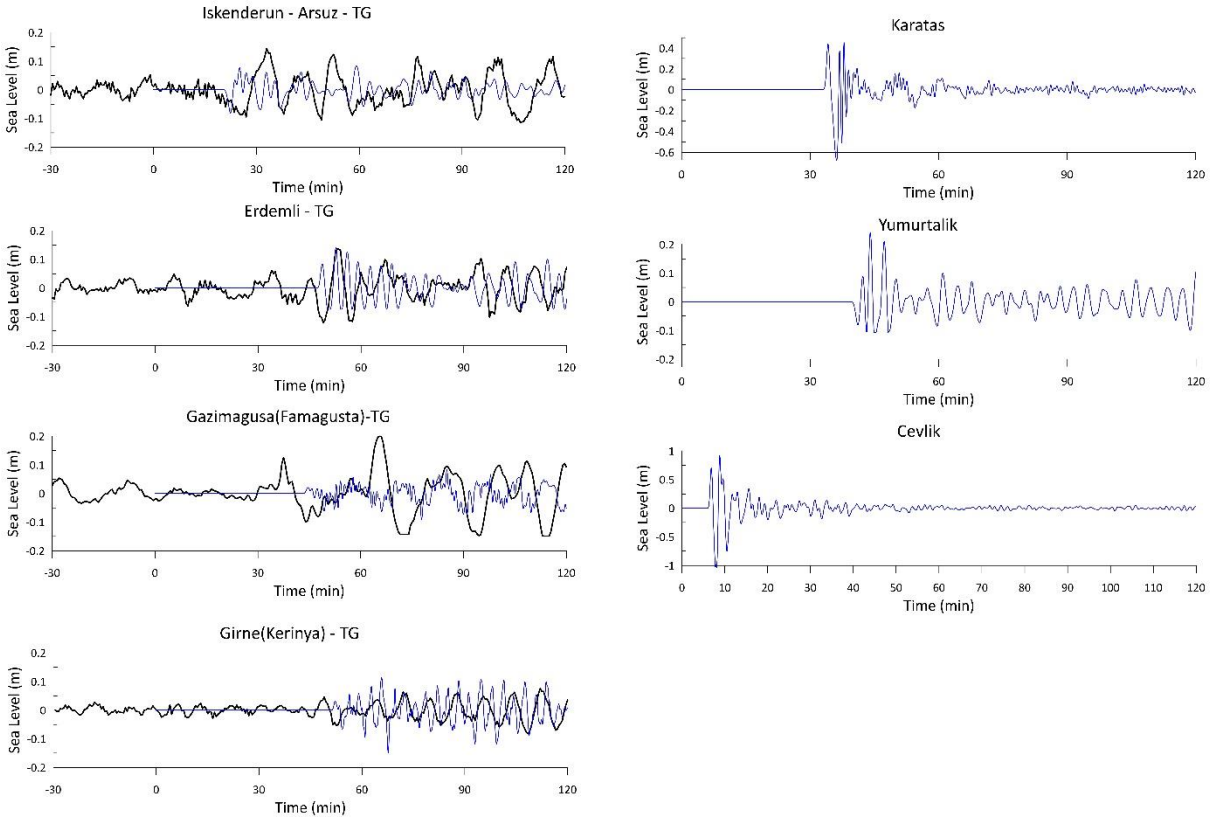 Iskenderun - Arsuz - TG
Sea Level (m)
0.2
0.1
0
-0.1
-0.2
-30 0 30 60 90 120
Time (min)
Erdemli - TG
Sea Level (m)
0.2
0.1
0
-0.1
-0.2
-30 0 30 60 90 120
Time (min)
Gazimagusa(Famagusta)-TG
Sea Level (m)
0.2
0.1
0
-0.1
-0.2
-30 0 30 60 90 120
Time (min)
Girne(Kerinya) - TG
Sea Level (m)
0.2
0.1
0
-0.1
-0.2
-30 0 30 60 90 120
Time (min)
Karatas
Sea Level (m)
0.4
0.2
0
-0.2
-0.4
-0.6
0 30 60 90 120
Time (min)
Yumurtalik
Sea Level (m)
0.2
0.1
0
-0.1
-0.2
0 30 60 90 120
Time (min)
Cevlik
Sea Level (m)
1
0.5
0
-0.5
-1
0 10 20 30 40 50 60 70 80 90 100 110 120
Time (min)